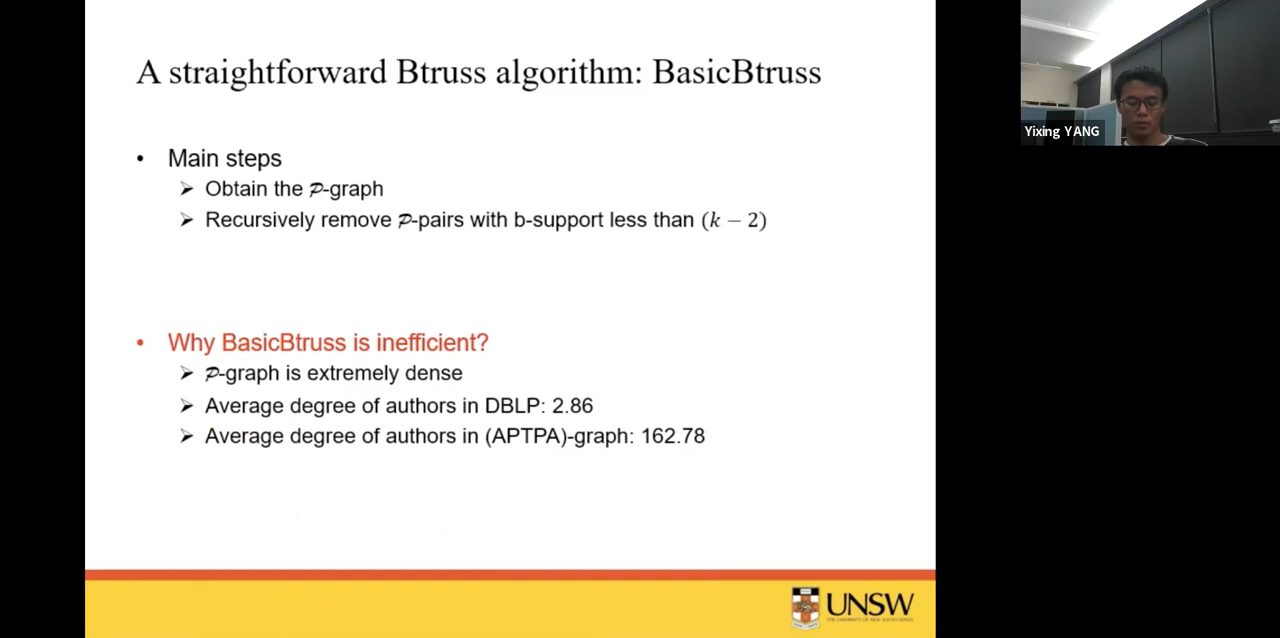 A straightforward Btruss algorithm: BasicBtruss
• Main steps
➢ Obtain the 𝒫-graph
➢ Recursively remove 𝒫-pairs with b-support less than (k − 2)
• Why BasicBtruss is inefficient?
➢ 𝒫-graph is extremely dense
➢ Average degree of authors in DBLP: 2.86
➢ Average degree of authors in (APTPA)-graph: 162.78
UNSW
THE UNIVERSITY OF NEW SOUTH WALES
Yixing YANG